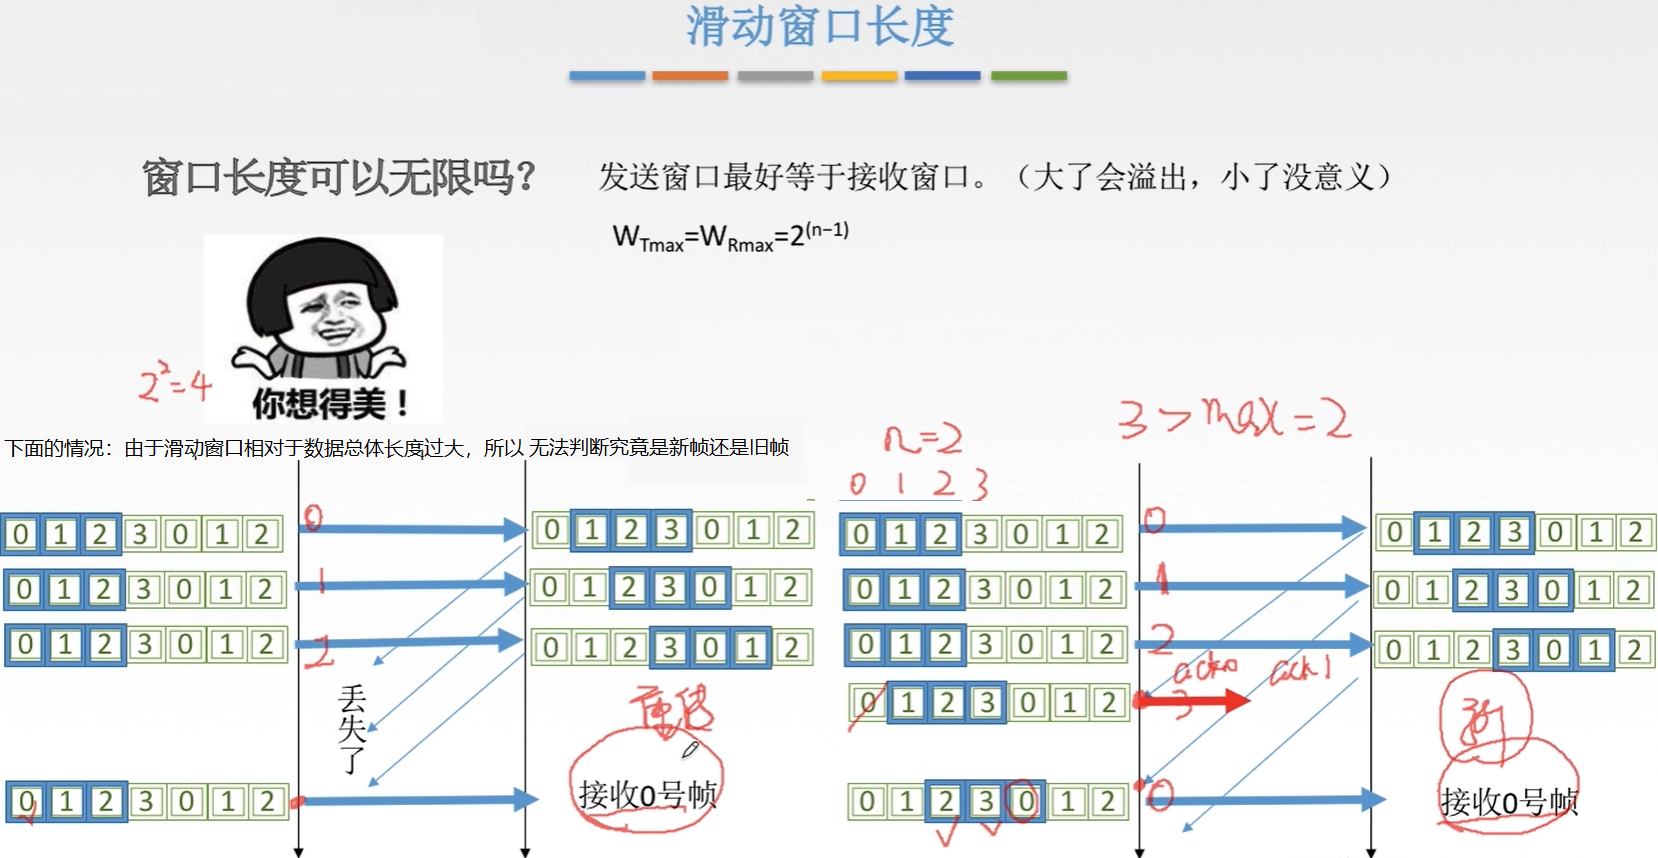 滑动窗口长度
窗口长度可以无限吗？
发送窗口最好等于接收窗口。（大了会溢出，小了没意义）
WTmax=WRmax=2(n−1)
你想得美！
2²=4
3>max=2
下面的情况：由于滑动窗口相对于数据总体长度过大，所以 无法判断究竟是新帧还是旧帧
n=2
0 1 2 3
0 1 2 3 0 1 2
0
0 1 2 3 0 1 2
0 1 2 3 0 1 2
1
0 1 2 3 0 1 2
0 1 2 3 0 1 2
2
0 1 2 3 0 1 2
丢失了
重传
0 1 2 3 0 1 2
接收0号帧
0 1 2 3 0 1 2
0
0 1 2 3 0 1 2
0 1 2 3 0 1 2
1
0 1 2 3 0 1 2
0 1 2 3 0 1 2
2
0 1 2 3 0 1 2
ack0
ack1
0 1 2 3 0 1 2
3
0 1 2 3 0 1 2
0
接收0号帧